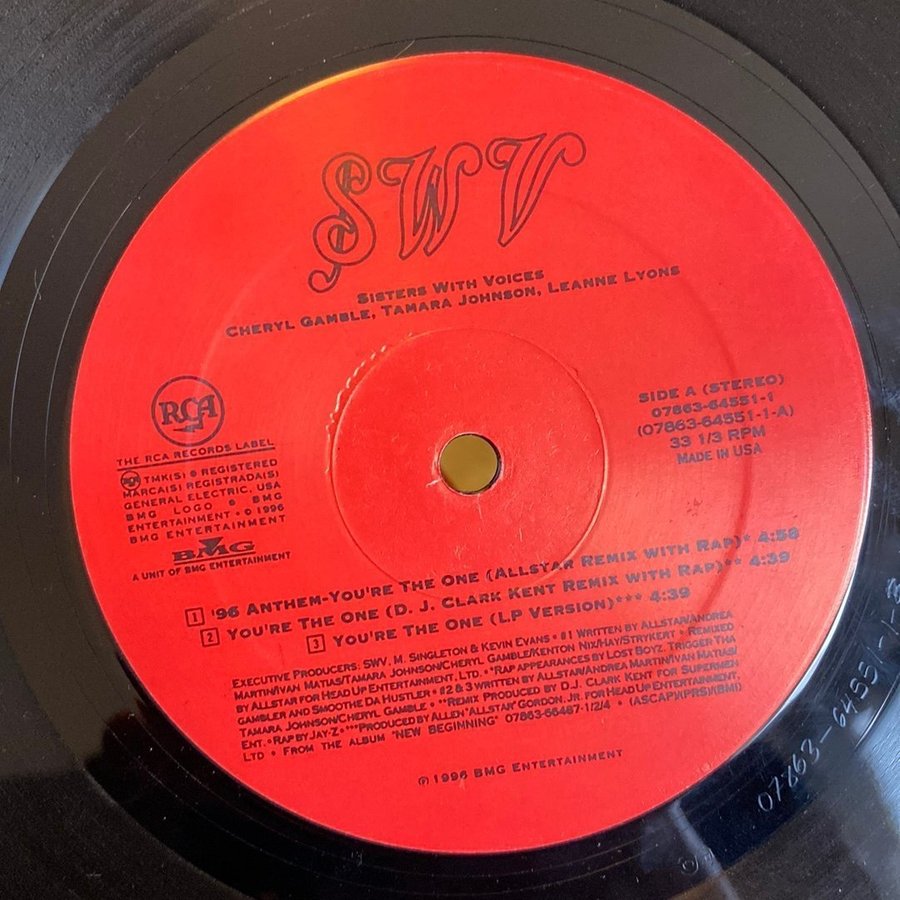 SWV
SISTERS WITH VOICES
CHERYL GAMBLE, TAMARA JOHNSON, LEANNE LYONS
RCA
THE RCA RECORDS LABEL
RCA TMK(S) ® REGISTERED
MARCA(S) REGISTRADA(S)
GENERAL ELECTRIC, USA
BMG LOGO ® BMG
ENTERTAINMENT • © 1996
BMG ENTERTAINMENT
BMG
A UNIT OF BMG ENTERTAINMENT
SIDE A (STEREO)
07863-64551-1
(07863-64551-1-A)
33 1/3 RPM
MADE IN USA
1 '96 ANTHEM-YOU'RE THE ONE (ALLSTAR REMIX WITH RAP)* 4:58
2 YOU'RE THE ONE (D. J. CLARK KENT REMIX WITH RAP)** 4:39
3 YOU'RE THE ONE (LP VERSION)*** 4:39
EXECUTIVE PRODUCERS: SWV, M. SINGLETON & KEVIN EVANS • #1 WRITTEN BY ALLSTAR/ANDREA
MARTIN/IVAN MATIAS/TAMARA JOHNSON/CHERYL GAMBLE/KENTON NIX/HAY/STRYKERT • REMIXED
BY ALLSTAR FOR HEAD UP ENTERTAINMENT, LTD. • *RAP APPEARANCES BY LOST BOYZ, TRIGGER THA
GAMBLER AND SMOOTHE DA HUSTLER • #2 & 3 WRITTEN BY ALLSTAR/ANDREA MARTIN/IVAN MATIAS/
TAMARA JOHNSON/CHERYL GAMBLE • **REMIX PRODUCED BY D.J. CLARK KENT FOR SUPERMEN
ENT. • RAP BY JAY-Z • ***PRODUCED BY ALLEN "ALLSTAR" GORDON, JR. FOR HEAD UP ENTERTAINMENT,
LTD • FROM THE ALBUM "NEW BEGINNING" 07863-66487-1/2/4 • (ASCAP)(PRS)(BMI)
℗ 1996 BMG ENTERTAINMENT